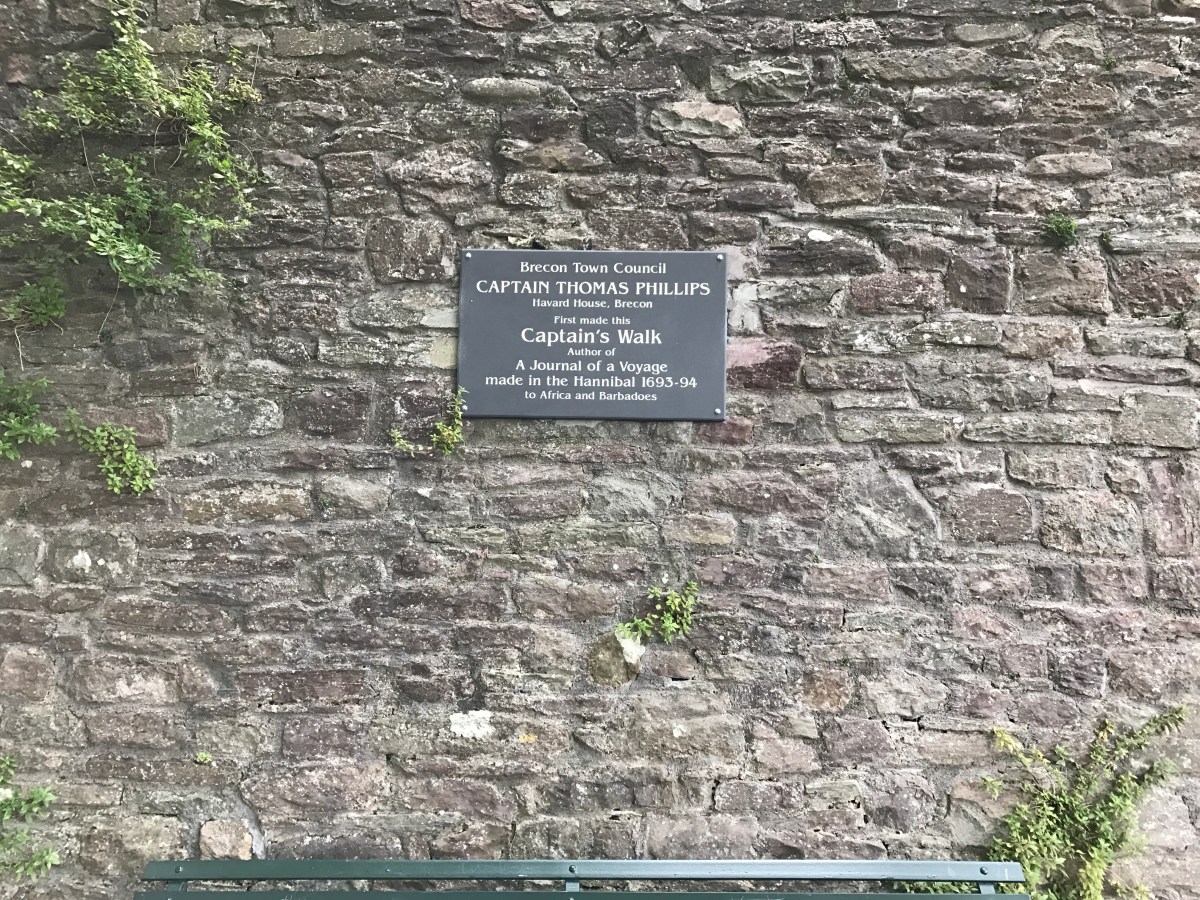 Brecon Town Council
CAPTAIN THOMAS PHILLIPS
Havard House, Brecon
First made this
Captain's Walk
Author of
A Journal of a Voyage
made in the Hannibal 1693-94
to Africa and Barbadoes